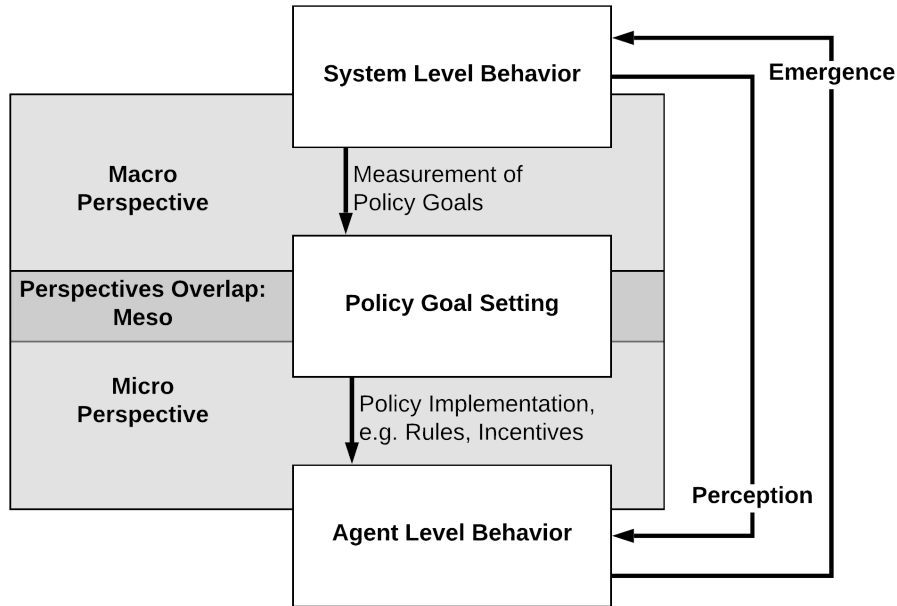 System Level Behavior
Emergence
Macro
Perspective
Measurement of
Policy Goals
Perspectives Overlap:
Meso
Policy Goal Setting
Micro
Perspective
Policy Implementation,
e.g. Rules, Incentives
Perception
Agent Level Behavior